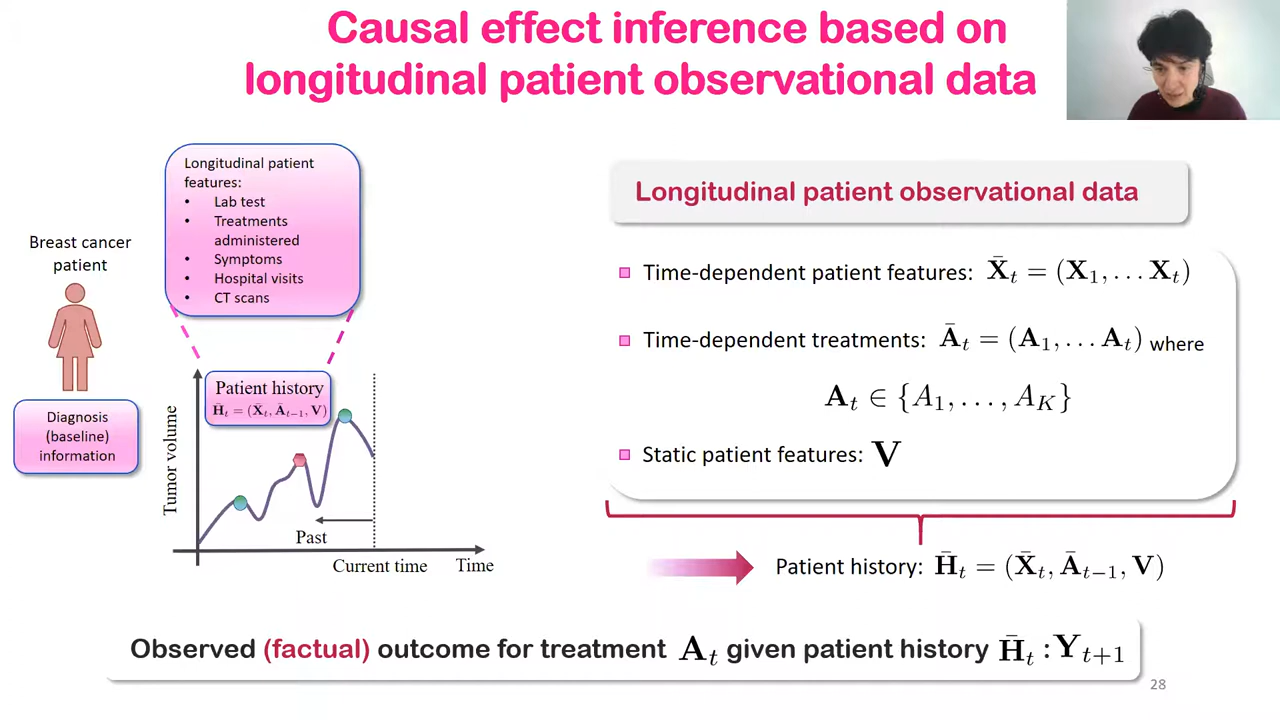 Causal effect inference based on
longitudinal patient observational data
Longitudinal patient
features:
• Lab test
• Treatments
administered
• Symptoms
• Hospital visits
• CT scans
Breast cancer
patient
Diagnosis
(baseline)
information
Patient history
H̄ₜ = (X̄ₜ, Āₜ₋₁, V)
Tumor volume
Past
Current time
Time
Longitudinal patient observational data
Time-dependent patient features: X̄ₜ = (X₁, . . . Xₜ)
Time-dependent treatments: Āₜ = (A₁, . . . Aₜ) where
Aₜ ∈ {A₁, . . . , A_K}
Static patient features: V
Patient history: H̄ₜ = (X̄ₜ, Āₜ₋₁, V)
Observed (factual) outcome for treatment Aₜ given patient history H̄ₜ : Yₜ₊₁
28